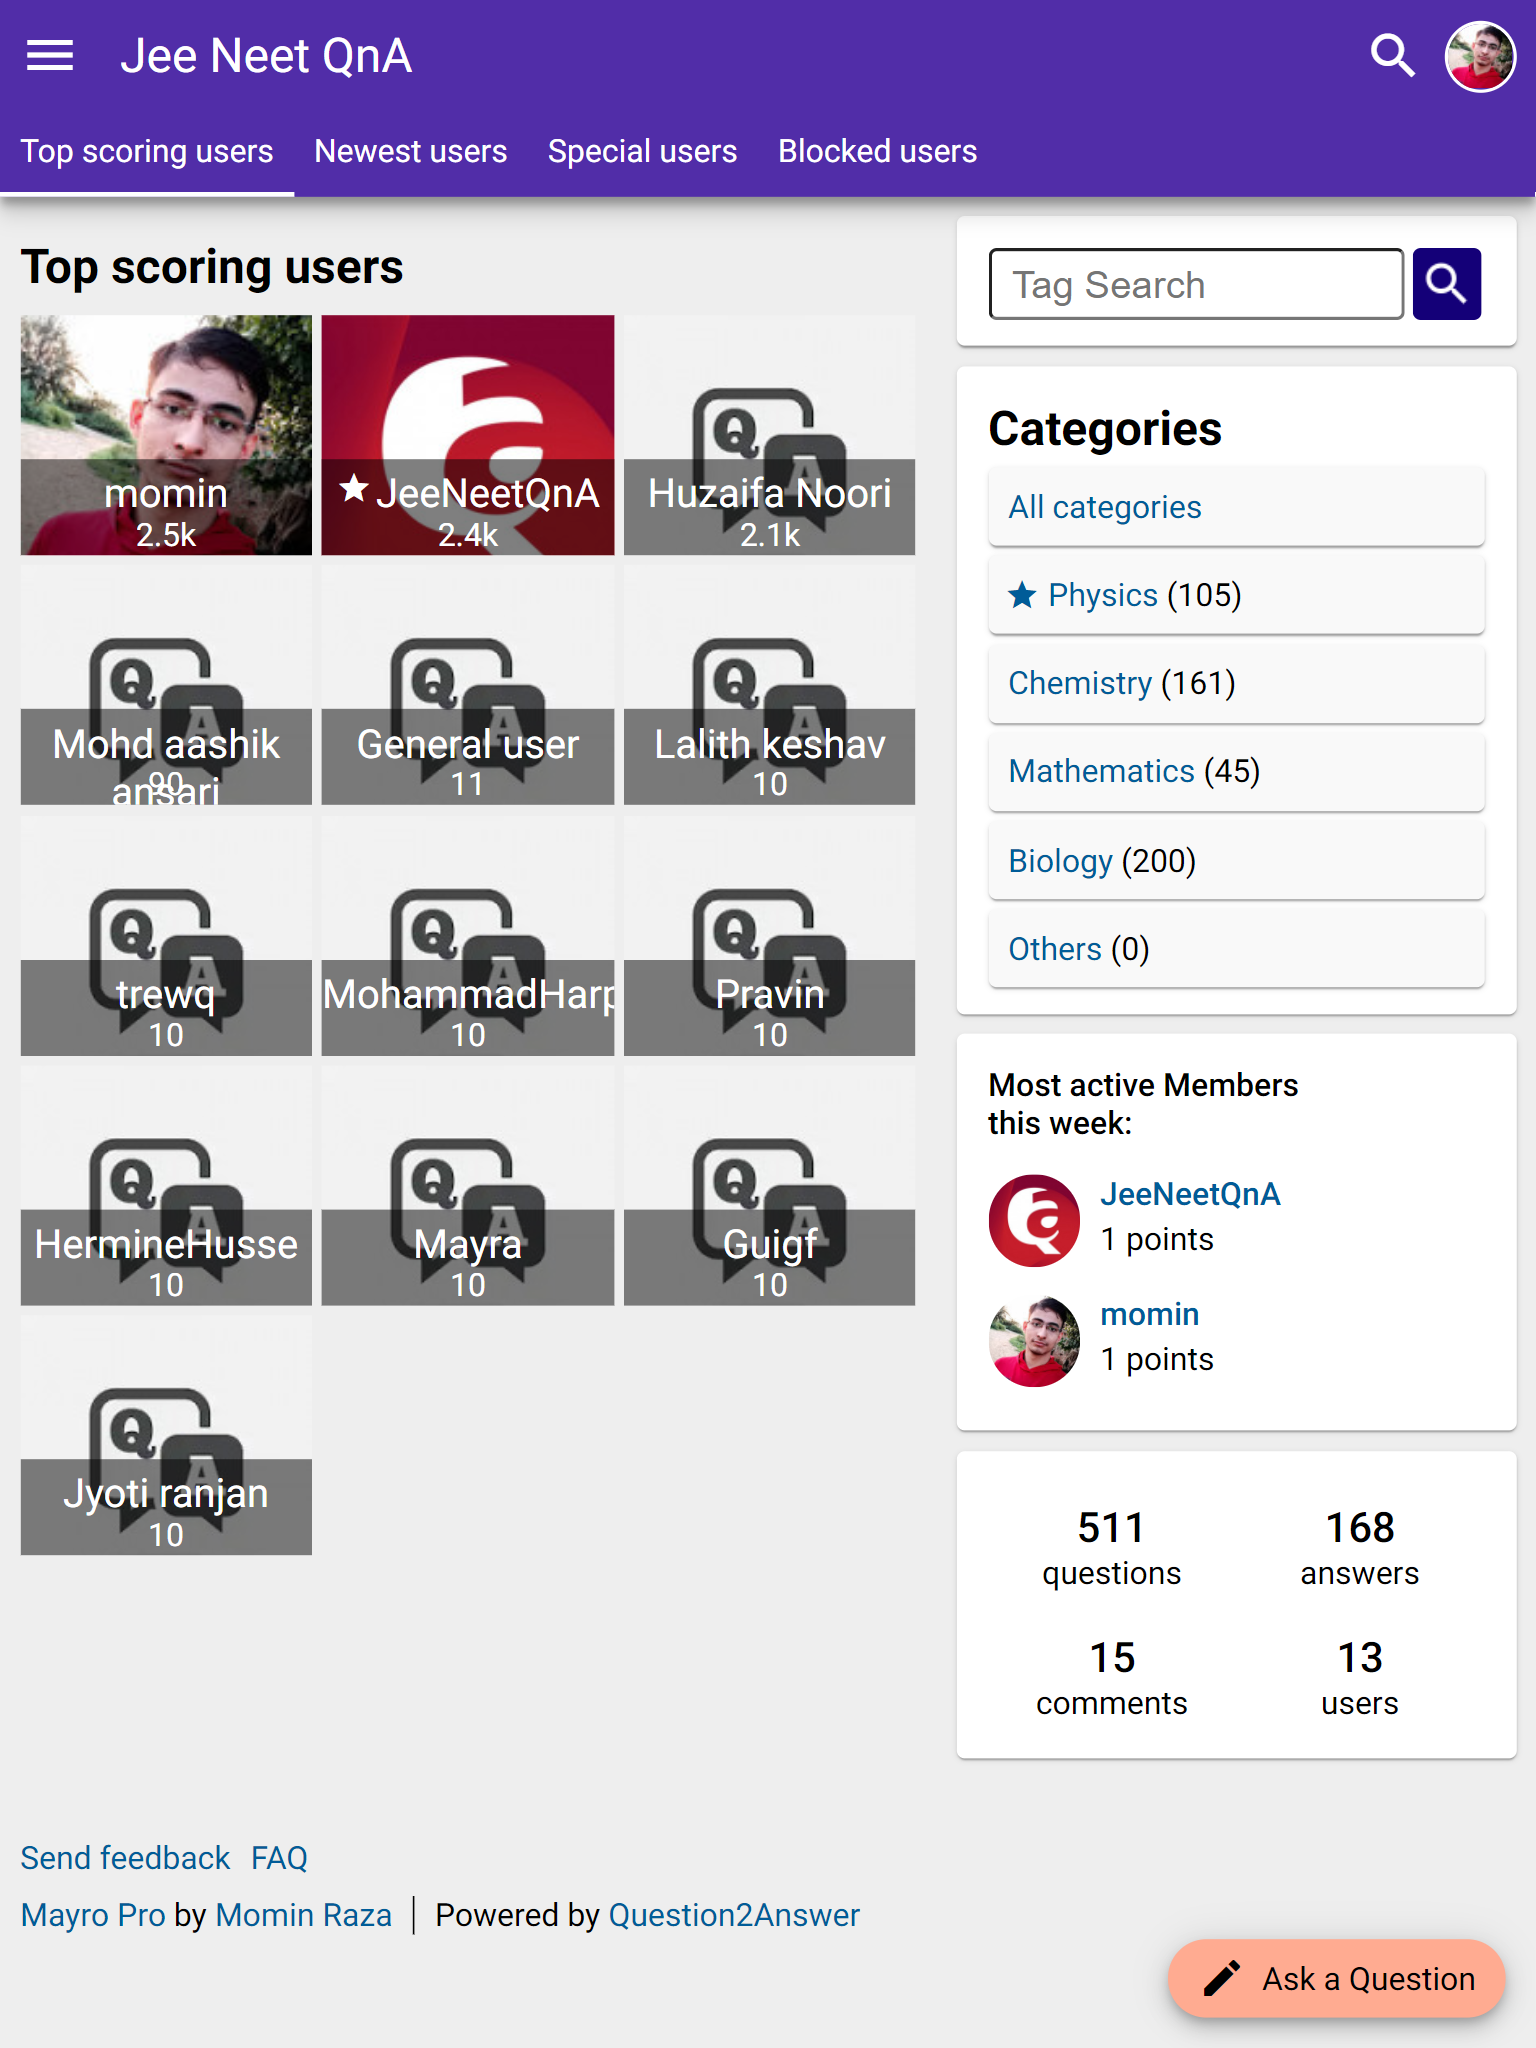 Jee Neet QnA
Top scoring users
Newest users
Special users
Blocked users
Top scoring users
momin
2.5k
JeeNeetQnA
2.4k
Huzaifa Noori
2.1k
Mohd aashik
ansari
90
General user
11
Lalith keshav
10
trewq
10
MohammadHarp
10
Pravin
10
HermineHusse
10
Mayra
10
Guigf
10
Jyoti ranjan
10
Tag Search
Categories
All categories
Physics (105)
Chemistry (161)
Mathematics (45)
Biology (200)
Others (0)
Most active Members
this week:
JeeNeetQnA
1 points
momin
1 points
511
questions
168
answers
15
comments
13
users
Send feedback FAQ
Mayro Pro by Momin Raza | Powered by Question2Answer
Ask a Question